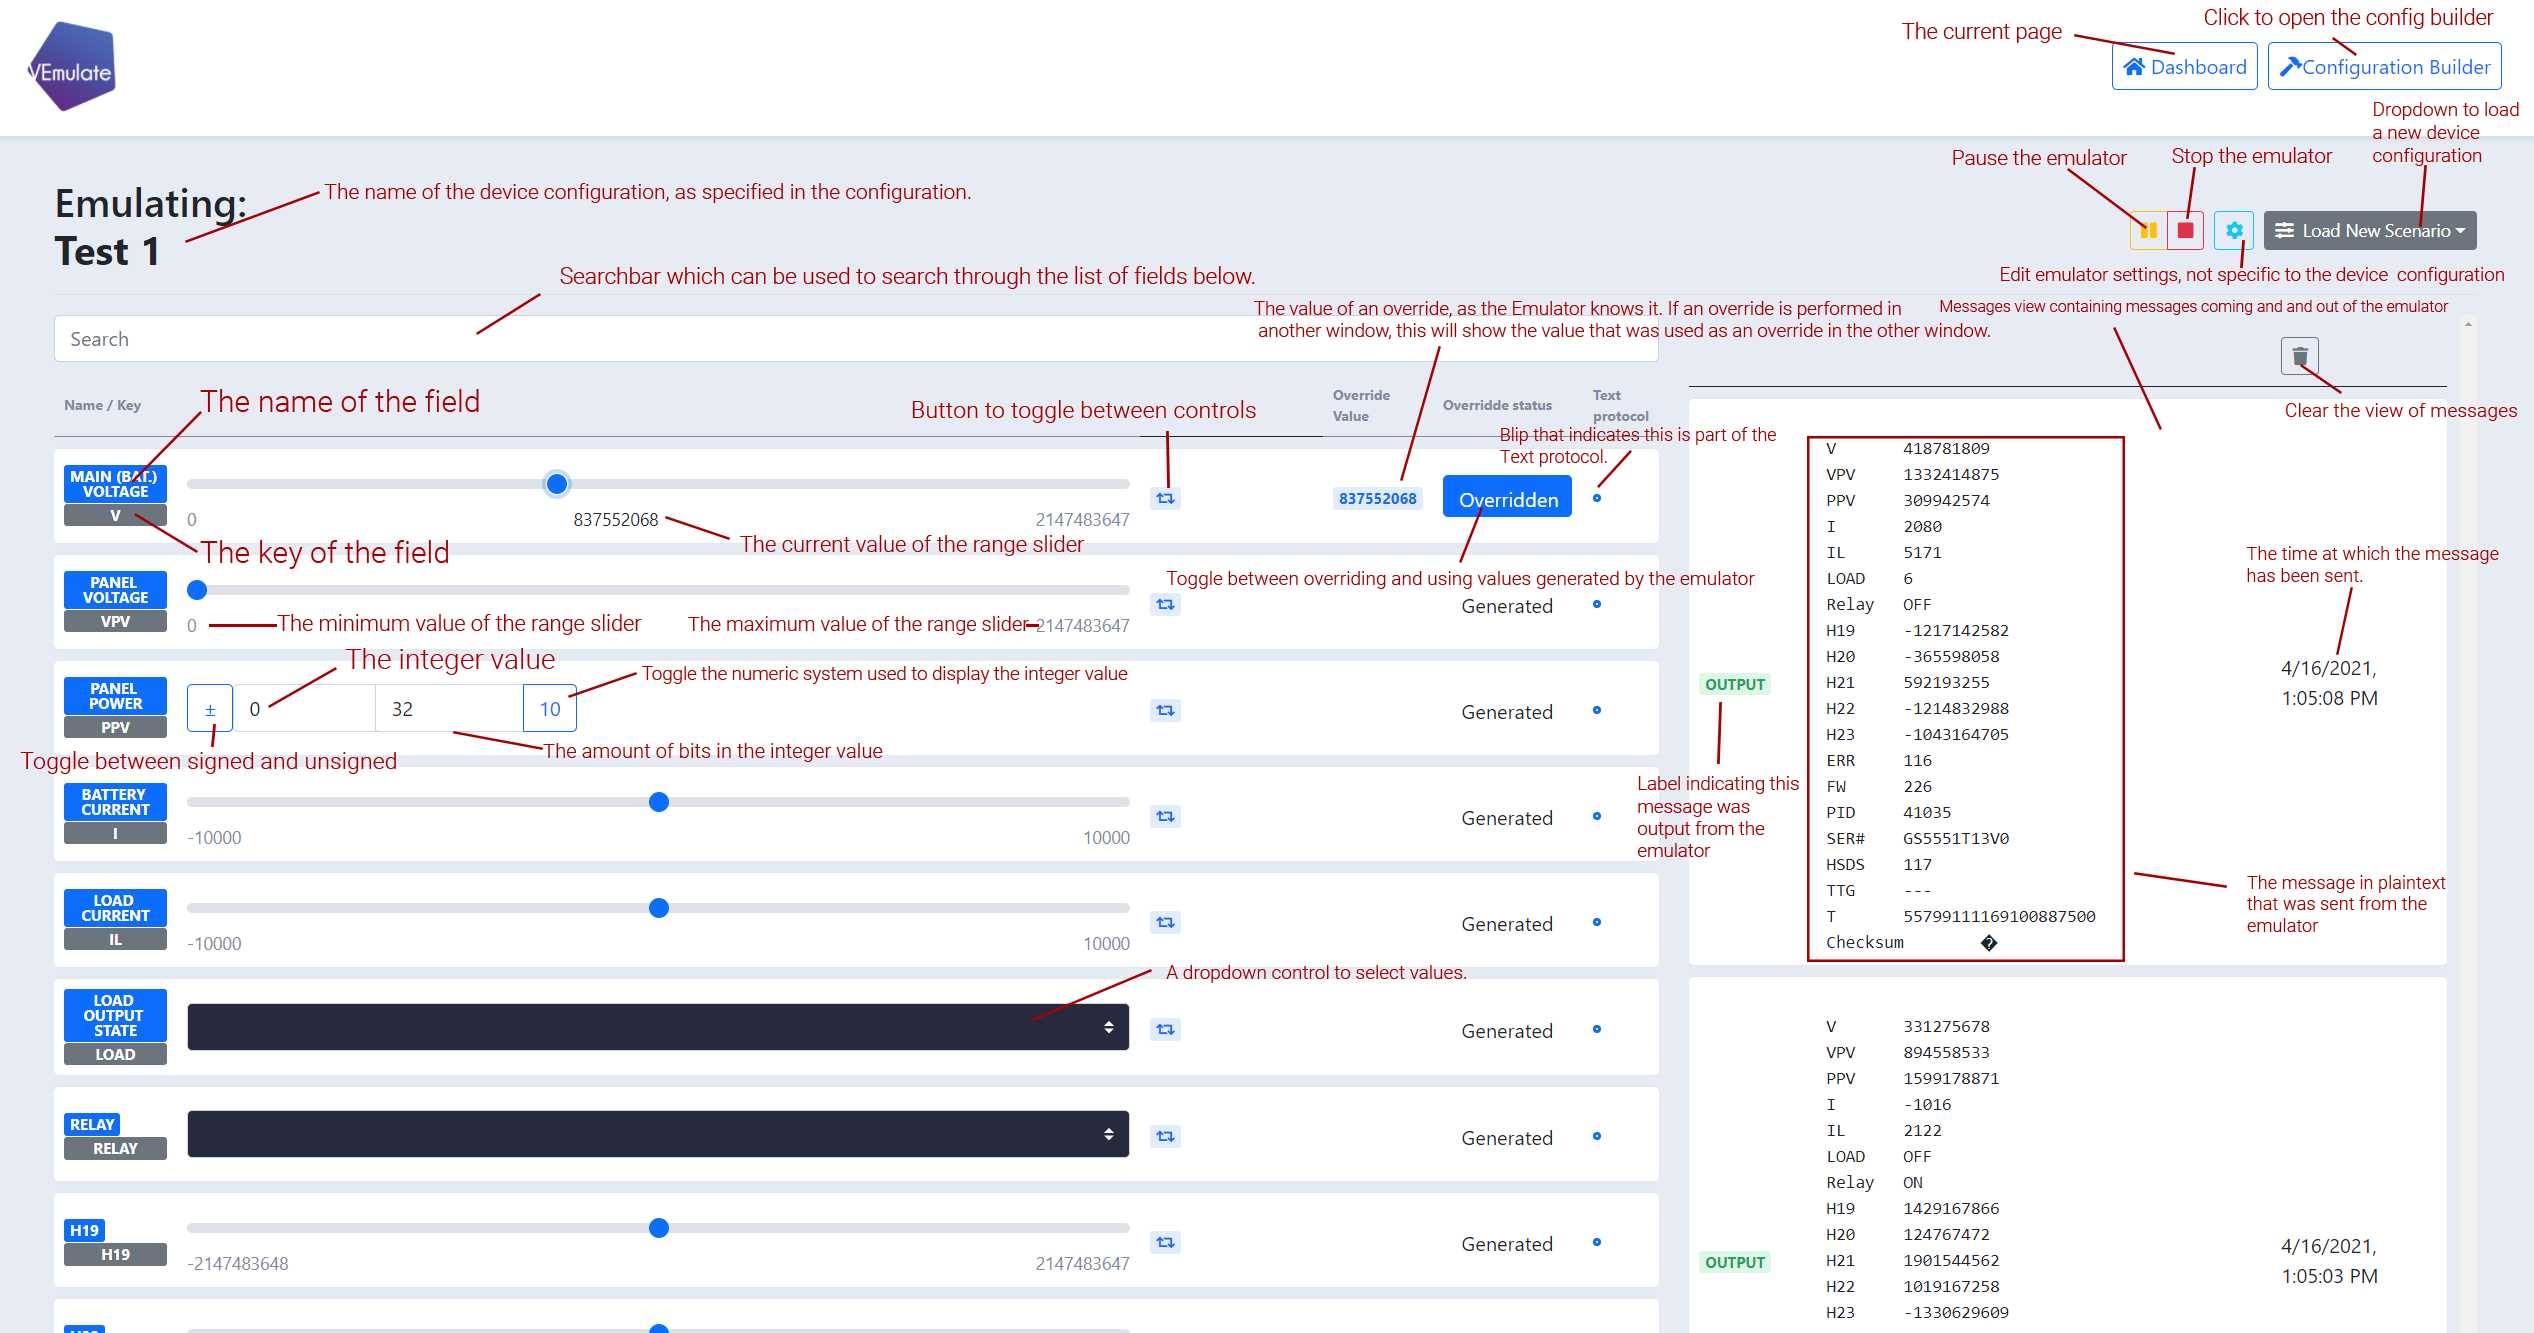 VEmulate
The current page
Click to open the config builder
Dashboard
Configuration Builder
Dropdown to load
a new device
configuration
Pause the emulator
Stop the emulator
Emulating:
Test 1
The name of the device configuration, as specified in the configuration.
Load New Scenario
Edit emulator settings, not specific to the device configuration
Searchbar which can be used to search through the list of fields below.
Search
The value of an override, as the Emulator knows it. If an override is performed in
another window, this will show the value that was used as an override in the other window.
Messages view containing messages coming and and out of the emulator
Clear the view of messages
Name / Key
The name of the field
Button to toggle between controls
Override
Value
Overridde status
Text
protocol
Blip that indicates this is part of the
Text protocol.
MAIN (BAT.)
VOLTAGE
V
0
837552068
2147483647
837552068
Overridden
The key of the field
The current value of the range slider
Toggle between overriding and using values generated by the emulator
PANEL
VOLTAGE
VPV
0
The minimum value of the range slider
The maximum value of the range slider
2147483647
Generated
The integer value
Toggle the numeric system used to display the integer value
PANEL
POWER
PPV
±
0
32
10
Generated
Toggle between signed and unsigned
The amount of bits in the integer value
BATTERY
CURRENT
I
-10000
10000
Generated
LOAD
CURRENT
IL
-10000
10000
Generated
A dropdown control to select values.
LOAD
OUTPUT
STATE
LOAD
Generated
RELAY
RELAY
Generated
H19
H19
-2147483648
2147483647
Generated
OUTPUT
Label indicating this
message was
output from the
emulator
V 418781809
VPV 1332414875
PPV 309942574
I 2080
IL 5171
LOAD 6
Relay OFF
H19 -1217142582
H20 -365598058
H21 592193255
H22 -1214832988
H23 -1043164705
ERR 116
FW 226
PID 41035
SER# GS5551T13V0
HSDS 117
TTG ---
T 55799111169100887500
Checksum �
The time at which the message
has been sent.
4/16/2021,
1:05:08 PM
The message in plaintext
that was sent from the
emulator
OUTPUT
V 331275678
VPV 894558533
PPV 1599178871
I -1016
IL 2122
LOAD OFF
Relay ON
H19 1429167866
H20 124767472
H21 1901544562
H22 1019167258
H23 -1330629609
4/16/2021,
1:05:03 PM